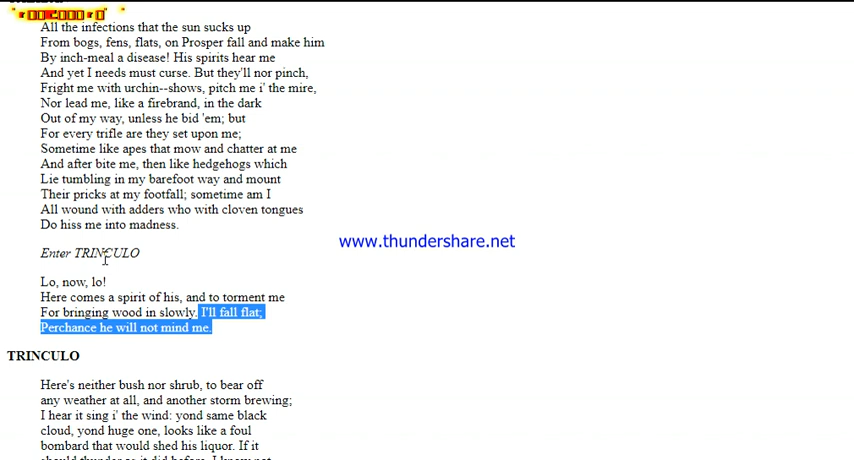 All the infections that the sun sucks up
From bogs, fens, flats, on Prosper fall and make him
By inch-meal a disease! His spirits hear me
And yet I needs must curse. But they'll nor pinch,
Fright me with urchin--shows, pitch me i' the mire,
Nor lead me, like a firebrand, in the dark
Out of my way, unless he bid 'em; but
For every trifle are they set upon me;
Sometime like apes that mow and chatter at me
And after bite me, then like hedgehogs which
Lie tumbling in my barefoot way and mount
Their pricks at my footfall; sometime am I
All wound with adders who with cloven tongues
Do hiss me into madness.
www.thundershare.net
Enter TRINCULO
Lo, now, lo!
Here comes a spirit of his, and to torment me
For bringing wood in slowly. I'll fall flat;
Perchance he will not mind me.
TRINCULO
Here's neither bush nor shrub, to bear off
any weather at all, and another storm brewing;
I hear it sing i' the wind: yond same black
cloud, yond huge one, looks like a foul
bombard that would shed his liquor. If it